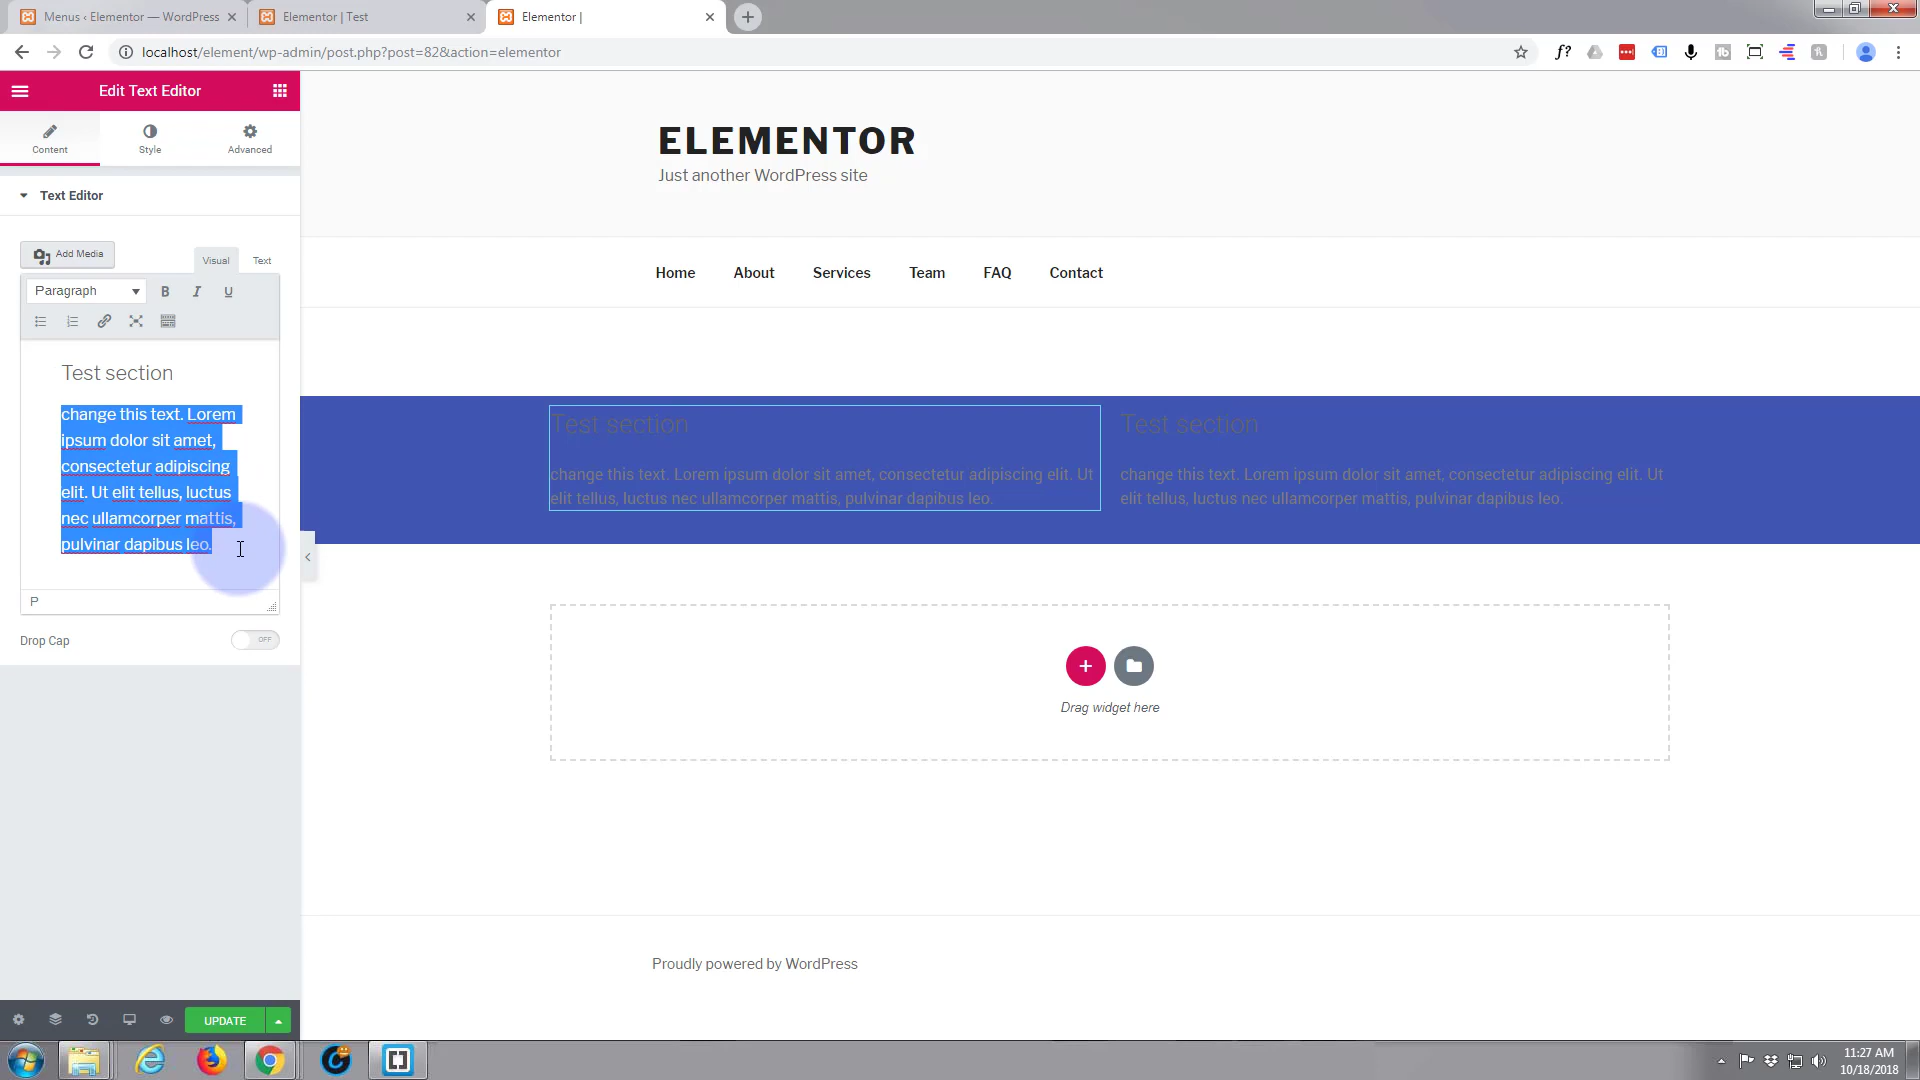 Menus ‹ Elementor — WordPress
Elementor | Test
Elementor |
localhost/element/wp-admin/post.php?post=82&action=elementor
Edit Text Editor
Content
Style
Advanced
Text Editor
Add Media
Visual
Text
Paragraph
B
I
U
Test section
change this text. Lorem
ipsum dolor sit amet,
consectetur adipiscing
elit. Ut elit tellus, luctus
nec ullamcorper mattis,
pulvinar dapibus leo.
P
Drop Cap
OFF
UPDATE
ELEMENTOR
Just another WordPress site
Home
About
Services
Team
FAQ
Contact
Test section
change this text. Lorem ipsum dolor sit amet, consectetur adipiscing elit. Ut
elit tellus, luctus nec ullamcorper mattis, pulvinar dapibus leo.
Test section
change this text. Lorem ipsum dolor sit amet, consectetur adipiscing elit. Ut
elit tellus, luctus nec ullamcorper mattis, pulvinar dapibus leo.
Drag widget here
Proudly powered by WordPress
11:27 AM
10/18/2018